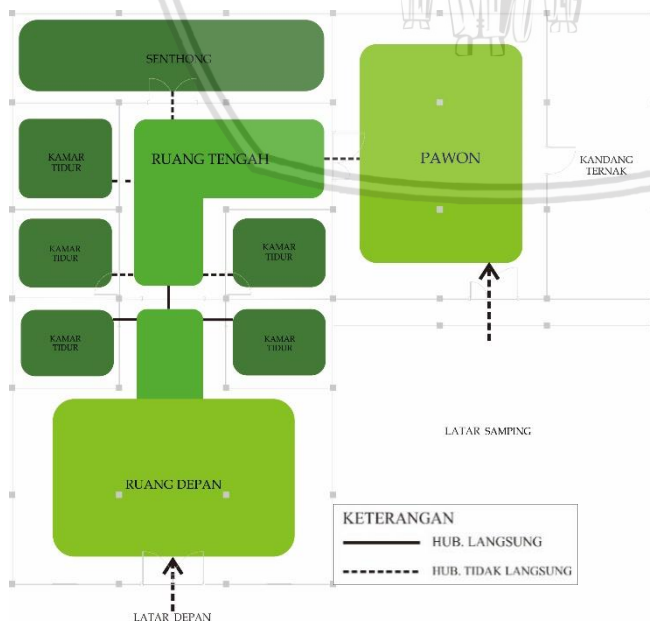 SENTHONG
KAMAR
TIDUR
RUANG TENGAH
PAWON
KANDANG
TERNAK
KAMAR
TIDUR
KAMAR
TIDUR
KAMAR
TIDUR
KAMAR
TIDUR
LATAR SAMPING
RUANG DEPAN
KETERANGAN
HUB. LANGSUNG
HUB. TIDAK LANGSUNG
LATAR DEPAN